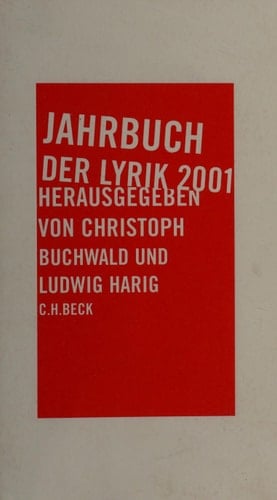 JAHRBUCH
DER LYRIK 2001
HERAUSGEGEBEN
VON CHRISTOPH
BUCHWALD UND
LUDWIG HARIG
C.H.BECK